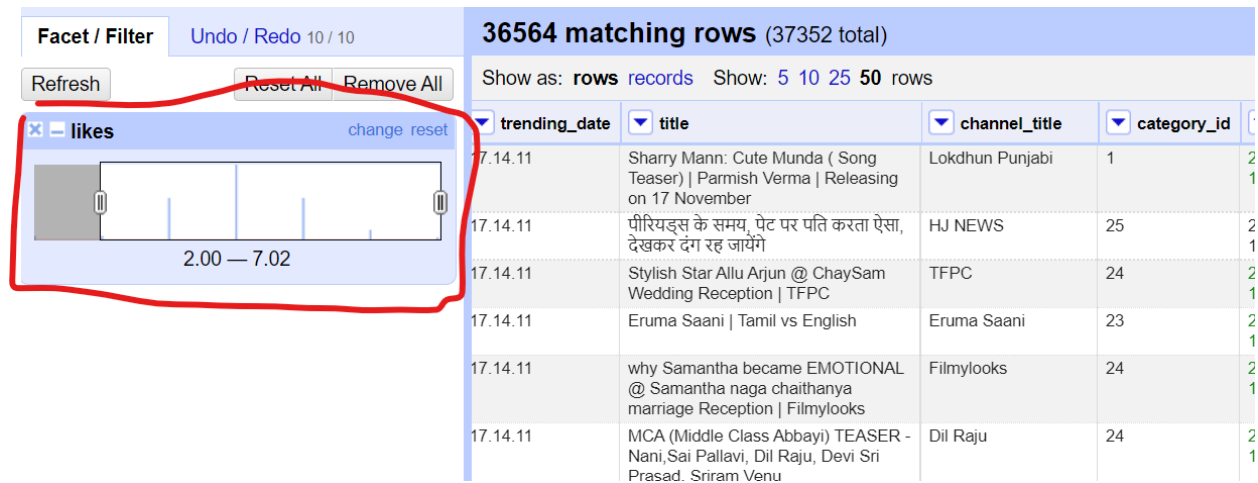 Facet / Filter Undo / Redo 10 / 10
36564 matching rows (37352 total)
Refresh Reset All Remove All
Show as: rows records Show: 5 10 25 50 rows
likes change reset
2.00 — 7.02
trending_date title channel_title category_id
17.14.11 Sharry Mann: Cute Munda ( Song Lokdhun Punjabi 1
Teaser) | Parmish Verma | Releasing
on 17 November
17.14.11 पीरियड्स के समय, पेट पर पति करता ऐसा, HJ NEWS 25
देखकर दंग रह जायेंगे
17.14.11 Stylish Star Allu Arjun @ ChaySam TFPC 24
Wedding Reception | TFPC
17.14.11 Eruma Saani | Tamil vs English Eruma Saani 23
17.14.11 why Samantha became EMOTIONAL Filmylooks 24
@ Samantha naga chaithanya
marriage Reception | Filmylooks
17.14.11 MCA (Middle Class Abbayi) TEASER - Dil Raju 24
Nani,Sai Pallavi, Dil Raju, Devi Sri
Prasad, Sriram Venu